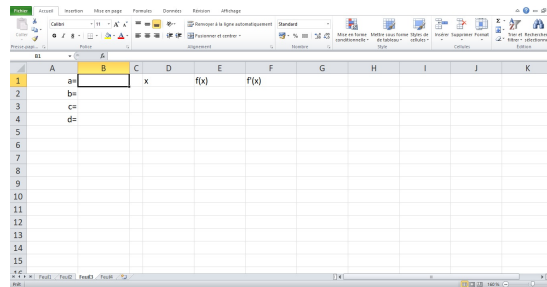 Fichier Accueil Insertion Mise en page Formules Données Révision Affichage
Calibri 11 A A Renvoyer à la ligne automatiquement Standard Σ
Coller G I S Fusionner et centrer % 000 Mise en forme conditionnelle Mettre sous forme de tableau Styles de cellules Insérer Supprimer Format Trier et filtrer Rechercher et sélectionner
Presse-papi... Police Alignement Nombre Style Cellules Édition
B1 fx
A B C D E F G H I J K
1 a= x f(x) f'(x)
2 b=
3 c=
4 d=
5
6
7
8
9
10
11
12
13
14
15
Feuil1 Feuil2 Feuil3 Feuil4
Prêt 160 %